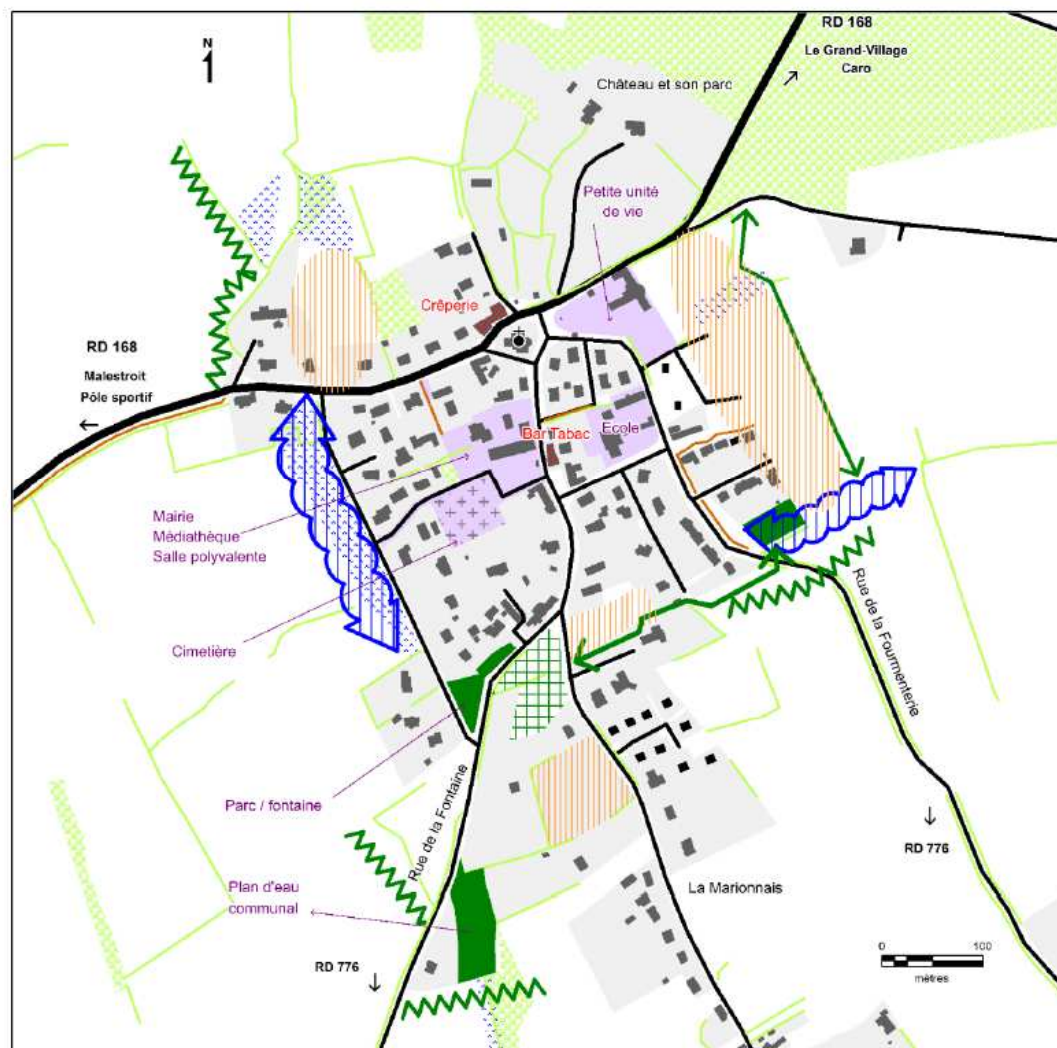 RD 168
Le Grand-Village
Caro
N
Château et son parc
Petite unité
de vie
Crêperie
RD 168
Malestroit
Pôle sportif
Bar Tabac
Ecole
Mairie
Médiathèque
Salle polyvalente
Cimetière
Rue de la Fourmenterie
Parc / fontaine
Rue de la Fontaine
RD 776
Plan d'eau
communal
La Marionnais
RD 776
0
100
mètres